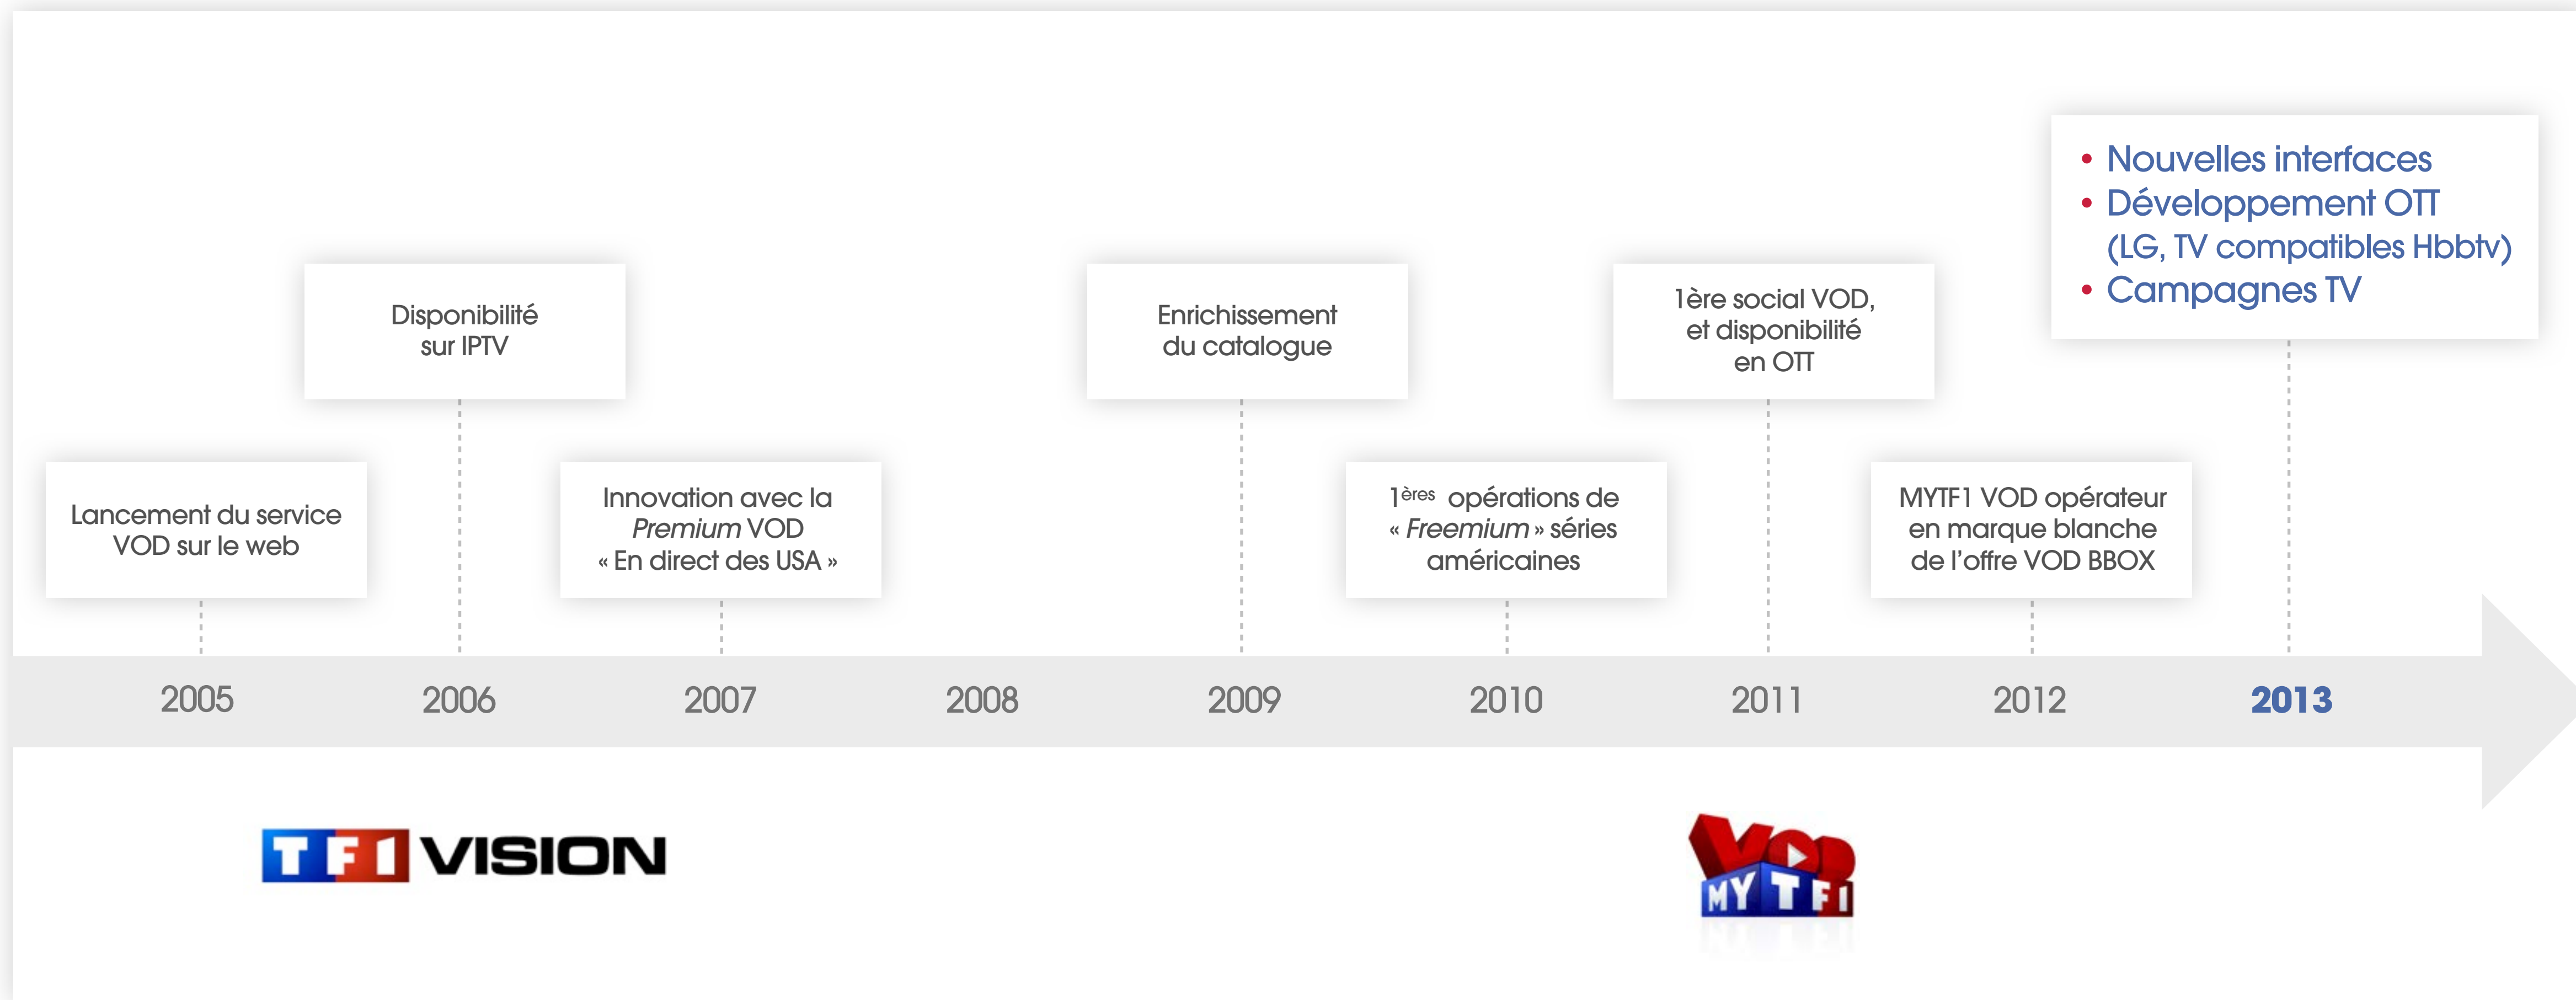 • Nouvelles interfaces
• Développement OTT
(LG, TV compatibles Hbbtv)
• Campagnes TV
Disponibilité
sur IPTV
Enrichissement
du catalogue
1ère social VOD,
et disponibilité
en OTT
Lancement du service
VOD sur le web
Innovation avec la
Premium VOD
« En direct des USA »
1ères opérations de
« Freemium » séries
américaines
MYTF1 VOD opérateur
en marque blanche
de l'offre VOD BBOX
2005 2006 2007 2008 2009 2010 2011 2012 2013
TF1 VISION
VOD
MYTF1